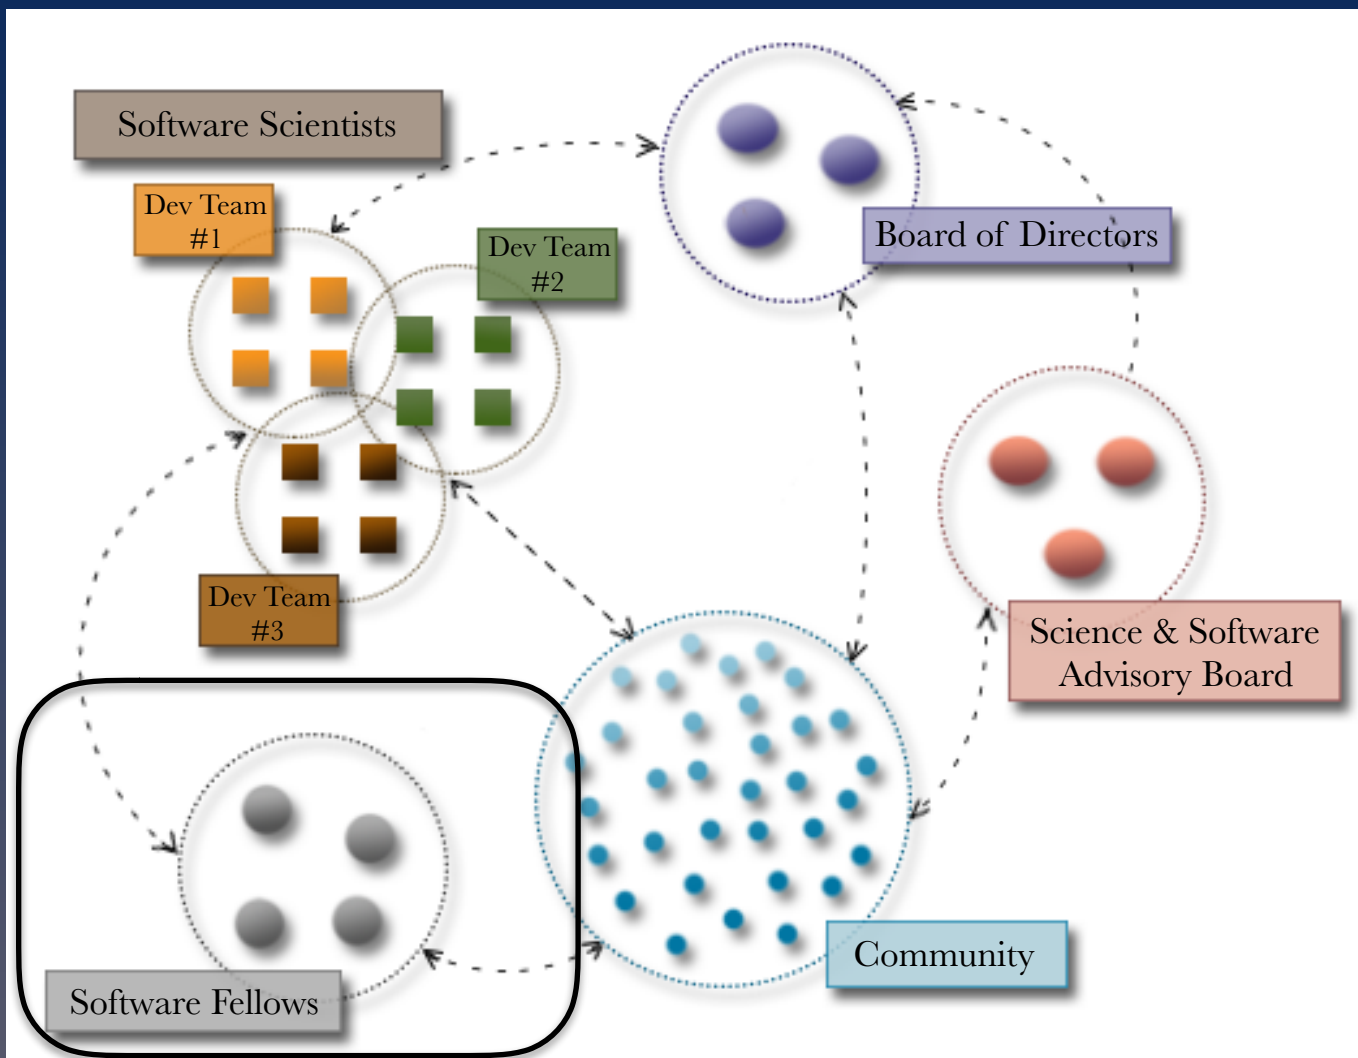 Software Scientists
Dev Team
#1
Dev Team
#2
Board of Directors
Dev Team
#3
Science & Software
Advisory Board
Community
Software Fellows